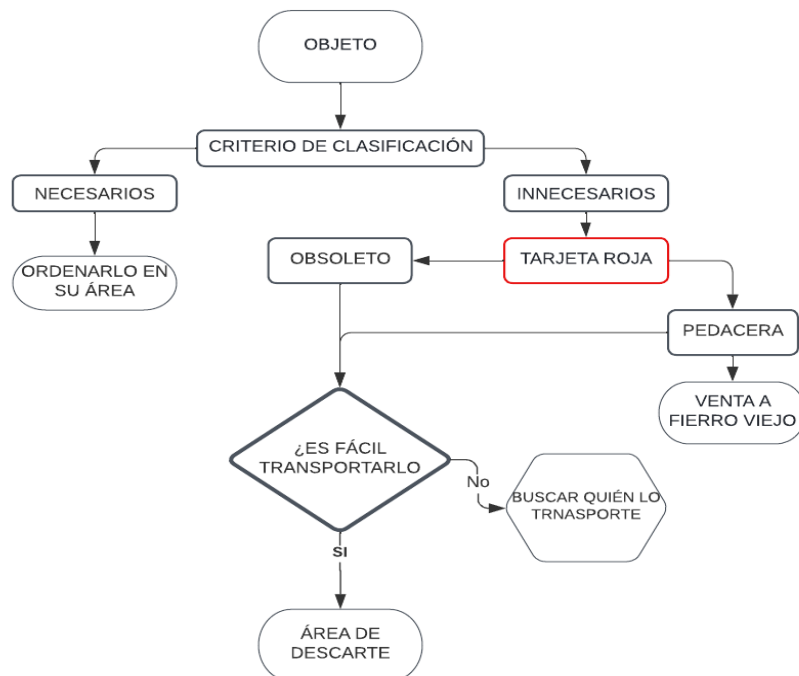 OBJETO
CRITERIO DE CLASIFICACIÓN
NECESARIOS
INNECESARIOS
ORDENARLO EN
SU ÁREA
OBSOLETO
TARJETA ROJA
PEDACERA
VENTA A
FIERRO VIEJO
¿ES FÁCIL
TRANSPORTARLO
No
BUSCAR QUIÉN LO
TRNASPORTE
SI
ÁREA DE
DESCARTE